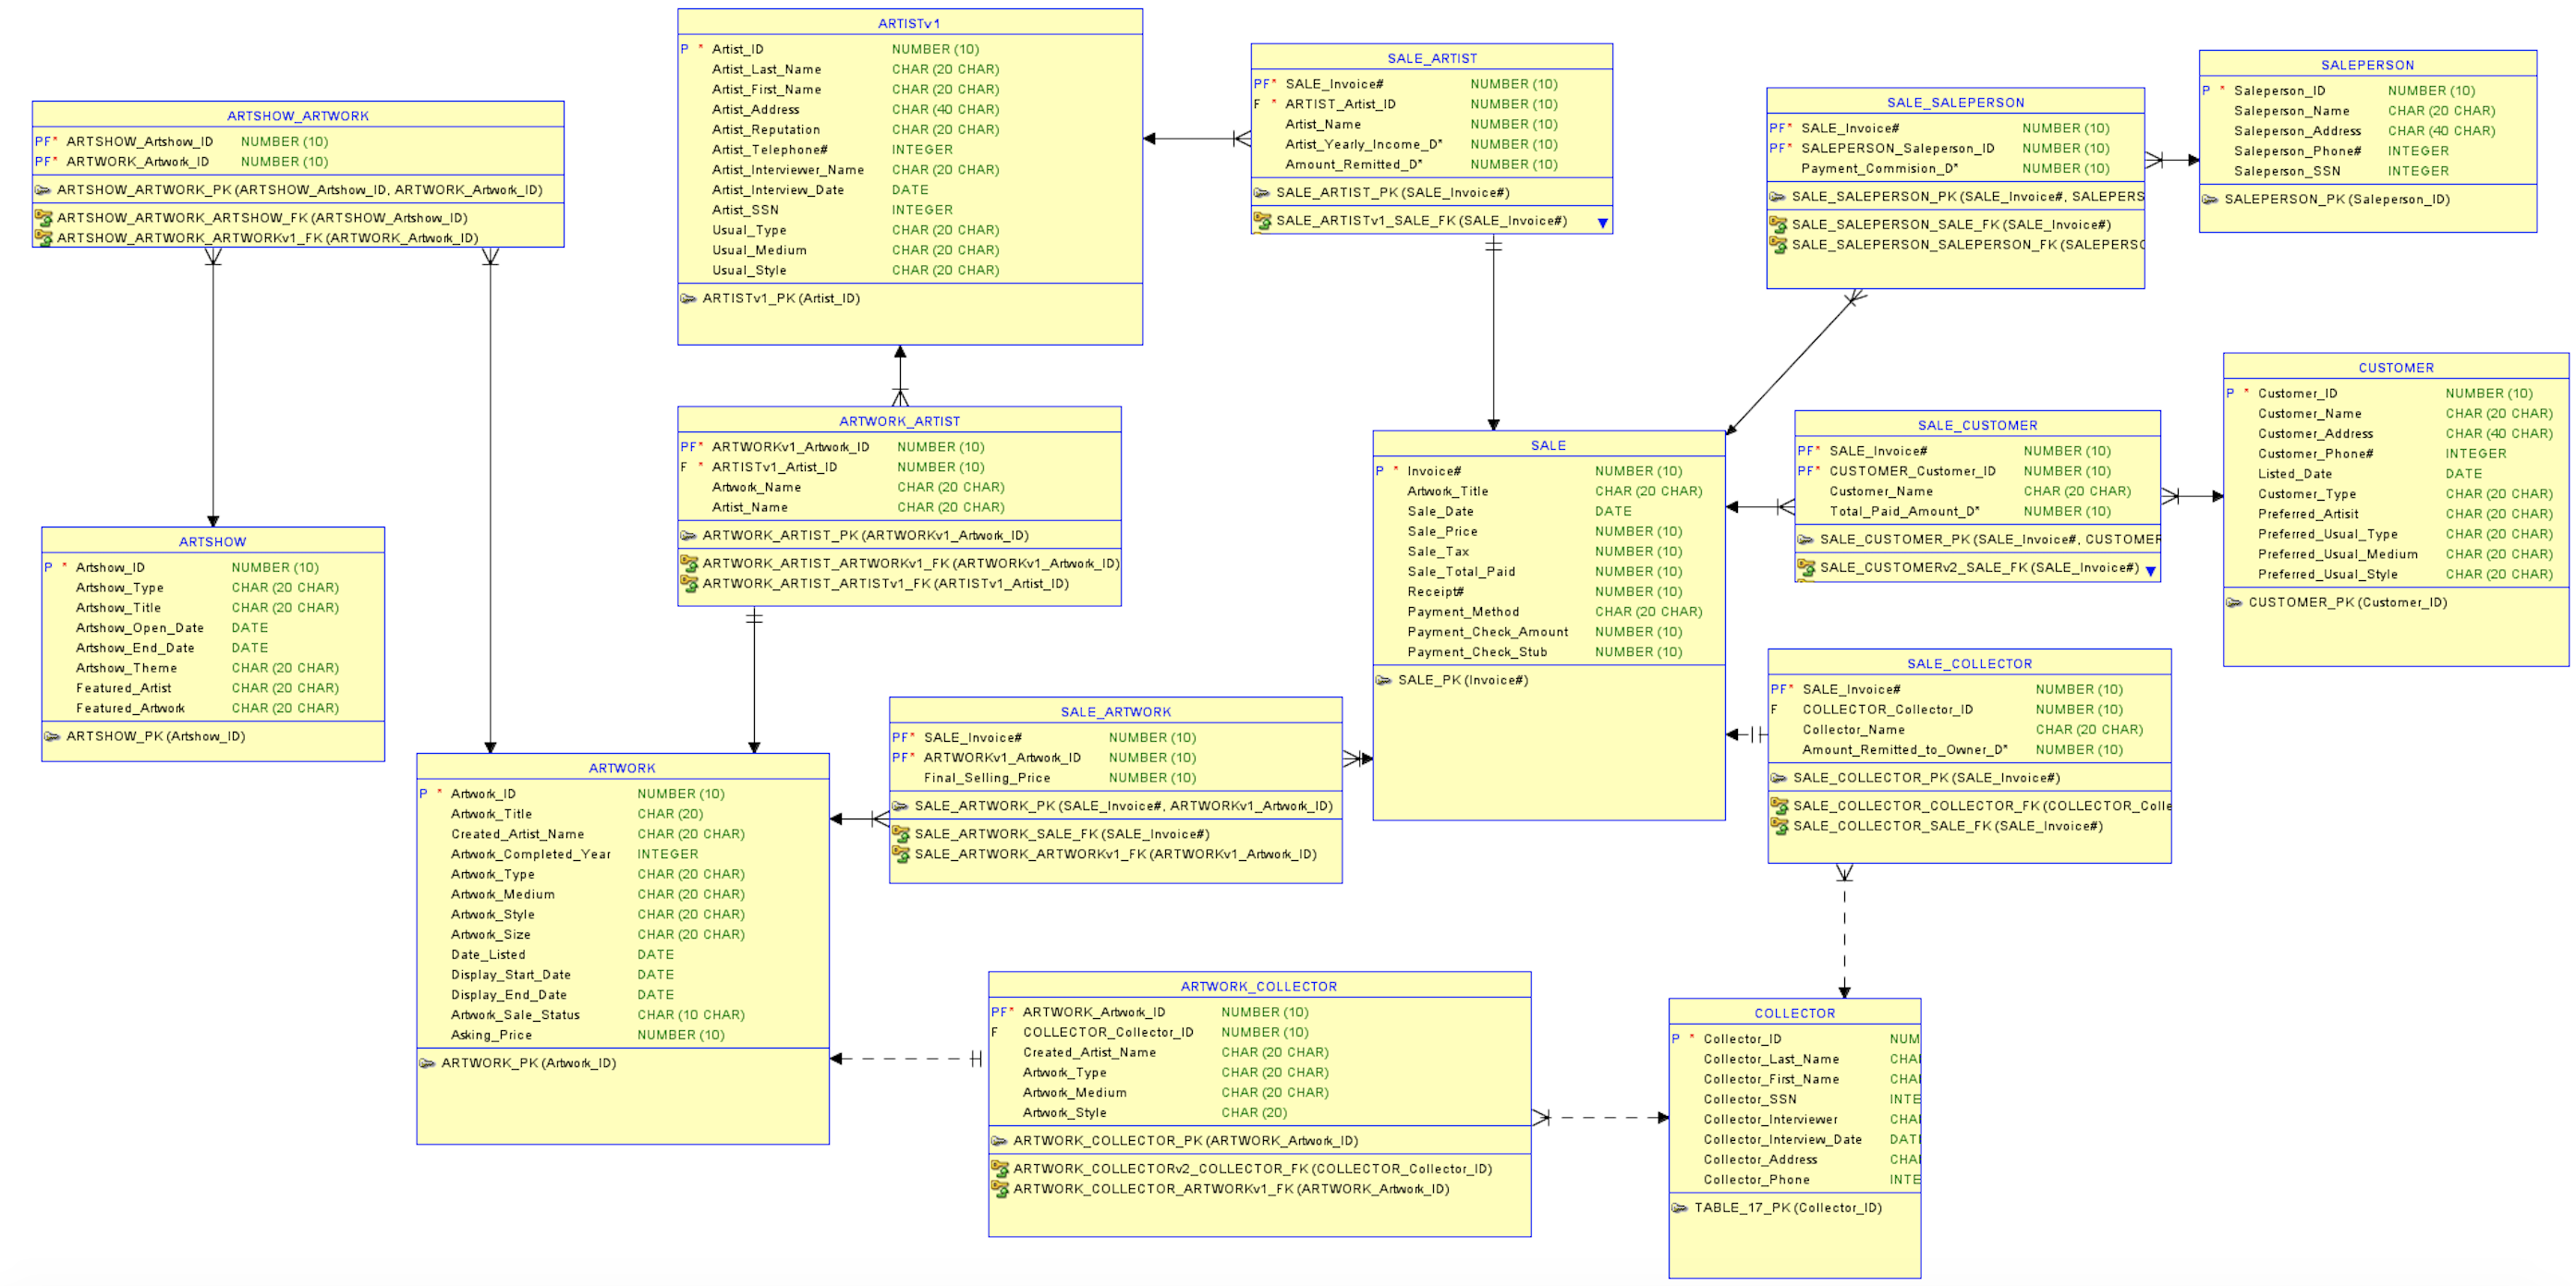 ARTSHOW_ARTWORK
PF* ARTSHOW_Artshow_ID NUMBER (10)
PF* ARTWORK_Artwork_ID NUMBER (10)
ARTSHOW_ARTWORK_PK (ARTSHOW_Artshow_ID, ARTWORK_Artwork_ID)
ARTSHOW_ARTWORK_ARTSHOW_FK (ARTSHOW_Artshow_ID)
ARTSHOW_ARTWORK_ARTWORKv1_FK (ARTWORK_Artwork_ID)
ARTISTv1
P * Artist_ID NUMBER (10)
Artist_Last_Name CHAR (20 CHAR)
Artist_First_Name CHAR (20 CHAR)
Artist_Address CHAR (40 CHAR)
Artist_Reputation CHAR (20 CHAR)
Artist_Telephone# INTEGER
Artist_Interviewer_Name CHAR (20 CHAR)
Artist_Interview_Date DATE
Artist_SSN INTEGER
Usual_Type CHAR (20 CHAR)
Usual_Medium CHAR (20 CHAR)
Usual_Style CHAR (20 CHAR)
ARTISTv1_PK (Artist_ID)
SALE_ARTIST
PF* SALE_Invoice# NUMBER (10)
F * ARTIST_Artist_ID NUMBER (10)
Artist_Name NUMBER (10)
Artist_Yearly_Income_D* NUMBER (10)
Amount_Remitted_D* NUMBER (10)
SALE_ARTIST_PK (SALE_Invoice#)
SALE_ARTISTv1_SALE_FK (SALE_Invoice#)
SALE_SALEPERSON
PF* SALE_Invoice# NUMBER (10)
PF* SALEPERSON_Saleperson_ID NUMBER (10)
Payment_Commision_D* NUMBER (10)
SALE_SALEPERSON_PK (SALE_Invoice#, SALEPERS
SALE_SALEPERSON_SALE_FK (SALE_Invoice#)
SALE_SALEPERSON_SALEPERSON_FK (SALEPERSO
SALEPERSON
P * Saleperson_ID NUMBER (10)
Saleperson_Name CHAR (20 CHAR)
Saleperson_Address CHAR (40 CHAR)
Saleperson_Phone# INTEGER
Saleperson_SSN INTEGER
SALEPERSON_PK (Saleperson_ID)
ARTSHOW
P * Artshow_ID NUMBER (10)
Artshow_Type CHAR (20 CHAR)
Artshow_Title CHAR (20 CHAR)
Artshow_Open_Date DATE
Artshow_End_Date DATE
Artshow_Theme CHAR (20 CHAR)
Featured_Artist CHAR (20 CHAR)
Featured_Artwork CHAR (20 CHAR)
ARTSHOW_PK (Artshow_ID)
ARTWORK_ARTIST
PF* ARTWORKv1_Artwork_ID NUMBER (10)
F * ARTISTv1_Artist_ID NUMBER (10)
Artwork_Name CHAR (20 CHAR)
Artist_Name CHAR (20 CHAR)
ARTWORK_ARTIST_PK (ARTWORKv1_Artwork_ID)
ARTWORK_ARTIST_ARTWORKv1_FK (ARTWORKv1_Artwork_ID)
ARTWORK_ARTIST_ARTISTv1_FK (ARTISTv1_Artist_ID)
SALE
P * Invoice# NUMBER (10)
Artwork_Title CHAR (20 CHAR)
Sale_Date DATE
Sale_Price NUMBER (10)
Sale_Tax NUMBER (10)
Sale_Total_Paid NUMBER (10)
Receipt# NUMBER (10)
Payment_Method CHAR (20 CHAR)
Payment_Check_Amount NUMBER (10)
Payment_Check_Stub NUMBER (10)
SALE_PK (Invoice#)
SALE_CUSTOMER
PF* SALE_Invoice# NUMBER (10)
PF* CUSTOMER_Customer_ID NUMBER (10)
Customer_Name CHAR (20 CHAR)
Total_Paid_Amount_D* NUMBER (10)
SALE_CUSTOMER_PK (SALE_Invoice#, CUSTOMER
SALE_CUSTOMERv2_SALE_FK (SALE_Invoice#)
CUSTOMER
P * Customer_ID NUMBER (10)
Customer_Name CHAR (20 CHAR)
Customer_Address CHAR (40 CHAR)
Customer_Phone# INTEGER
Listed_Date DATE
Customer_Type CHAR (20 CHAR)
Preferred_Artisit CHAR (20 CHAR)
Preferred_Usual_Type CHAR (20 CHAR)
Preferred_Usual_Medium CHAR (20 CHAR)
Preferred_Usual_Style CHAR (20 CHAR)
CUSTOMER_PK (Customer_ID)
ARTWORK
P * Artwork_ID NUMBER (10)
Artwork_Title CHAR (20)
Created_Artist_Name CHAR (20 CHAR)
Artwork_Completed_Year INTEGER
Artwork_Type CHAR (20 CHAR)
Artwork_Medium CHAR (20 CHAR)
Artwork_Style CHAR (20 CHAR)
Artwork_Size CHAR (20 CHAR)
Date_Listed DATE
Display_Start_Date DATE
Display_End_Date DATE
Artwork_Sale_Status CHAR (10 CHAR)
Asking_Price NUMBER (10)
ARTWORK_PK (Artwork_ID)
SALE_ARTWORK
PF* SALE_Invoice# NUMBER (10)
PF* ARTWORKv1_Artwork_ID NUMBER (10)
Final_Selling_Price NUMBER (10)
SALE_ARTWORK_PK (SALE_Invoice#, ARTWORKv1_Artwork_ID)
SALE_ARTWORK_SALE_FK (SALE_Invoice#)
SALE_ARTWORK_ARTWORKv1_FK (ARTWORKv1_Artwork_ID)
SALE_COLLECTOR
PF* SALE_Invoice# NUMBER (10)
F COLLECTOR_Collector_ID NUMBER (10)
Collector_Name CHAR (20 CHAR)
Amount_Remitted_to_Owner_D* NUMBER (10)
SALE_COLLECTOR_PK (SALE_Invoice#)
SALE_COLLECTOR_COLLECTOR_FK (COLLECTOR_Colle
SALE_COLLECTOR_SALE_FK (SALE_Invoice#)
ARTWORK_COLLECTOR
PF* ARTWORK_Artwork_ID NUMBER (10)
F COLLECTOR_Collector_ID NUMBER (10)
Created_Artist_Name CHAR (20 CHAR)
Artwork_Type CHAR (20 CHAR)
Artwork_Medium CHAR (20 CHAR)
Artwork_Style CHAR (20)
ARTWORK_COLLECTOR_PK (ARTWORK_Artwork_ID)
ARTWORK_COLLECTORv2_COLLECTOR_FK (COLLECTOR_Collector_ID)
ARTWORK_COLLECTOR_ARTWORKv1_FK (ARTWORK_Artwork_ID)
COLLECTOR
P * Collector_ID NUM
Collector_Last_Name CHA
Collector_First_Name CHA
Collector_SSN INTE
Collector_Interviewer CHA
Collector_Interview_Date DAT
Collector_Address CHA
Collector_Phone INTE
TABLE_17_PK (Collector_ID)